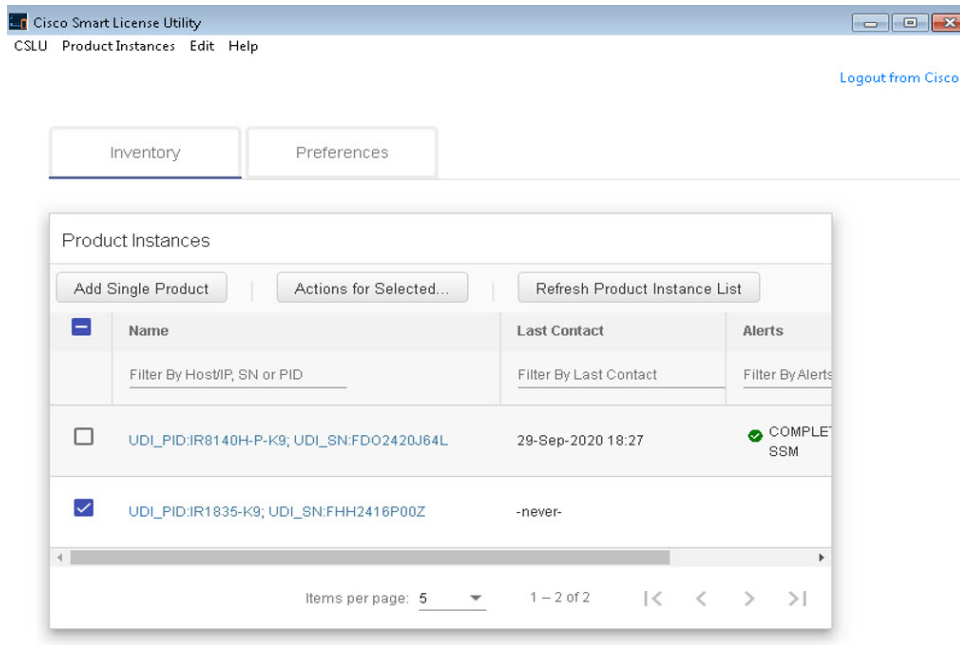 Cisco Smart License Utility
CSLU Product Instances Edit Help
Logout from Cisco
Inventory Preferences
Product Instances
Add Single Product Actions for Selected... Refresh Product Instance List
Name Last Contact Alerts
Filter By Host/IP, SN or PID Filter By Last Contact Filter By Alerts
UDI_PID:IR8140H-P-K9; UDI_SN:FDO2420J64L 29-Sep-2020 18:27 COMPLET
SSM
UDI_PID:IR1835-K9; UDI_SN:FHH2416P00Z -never-
Items per page: 5 1 – 2 of 2